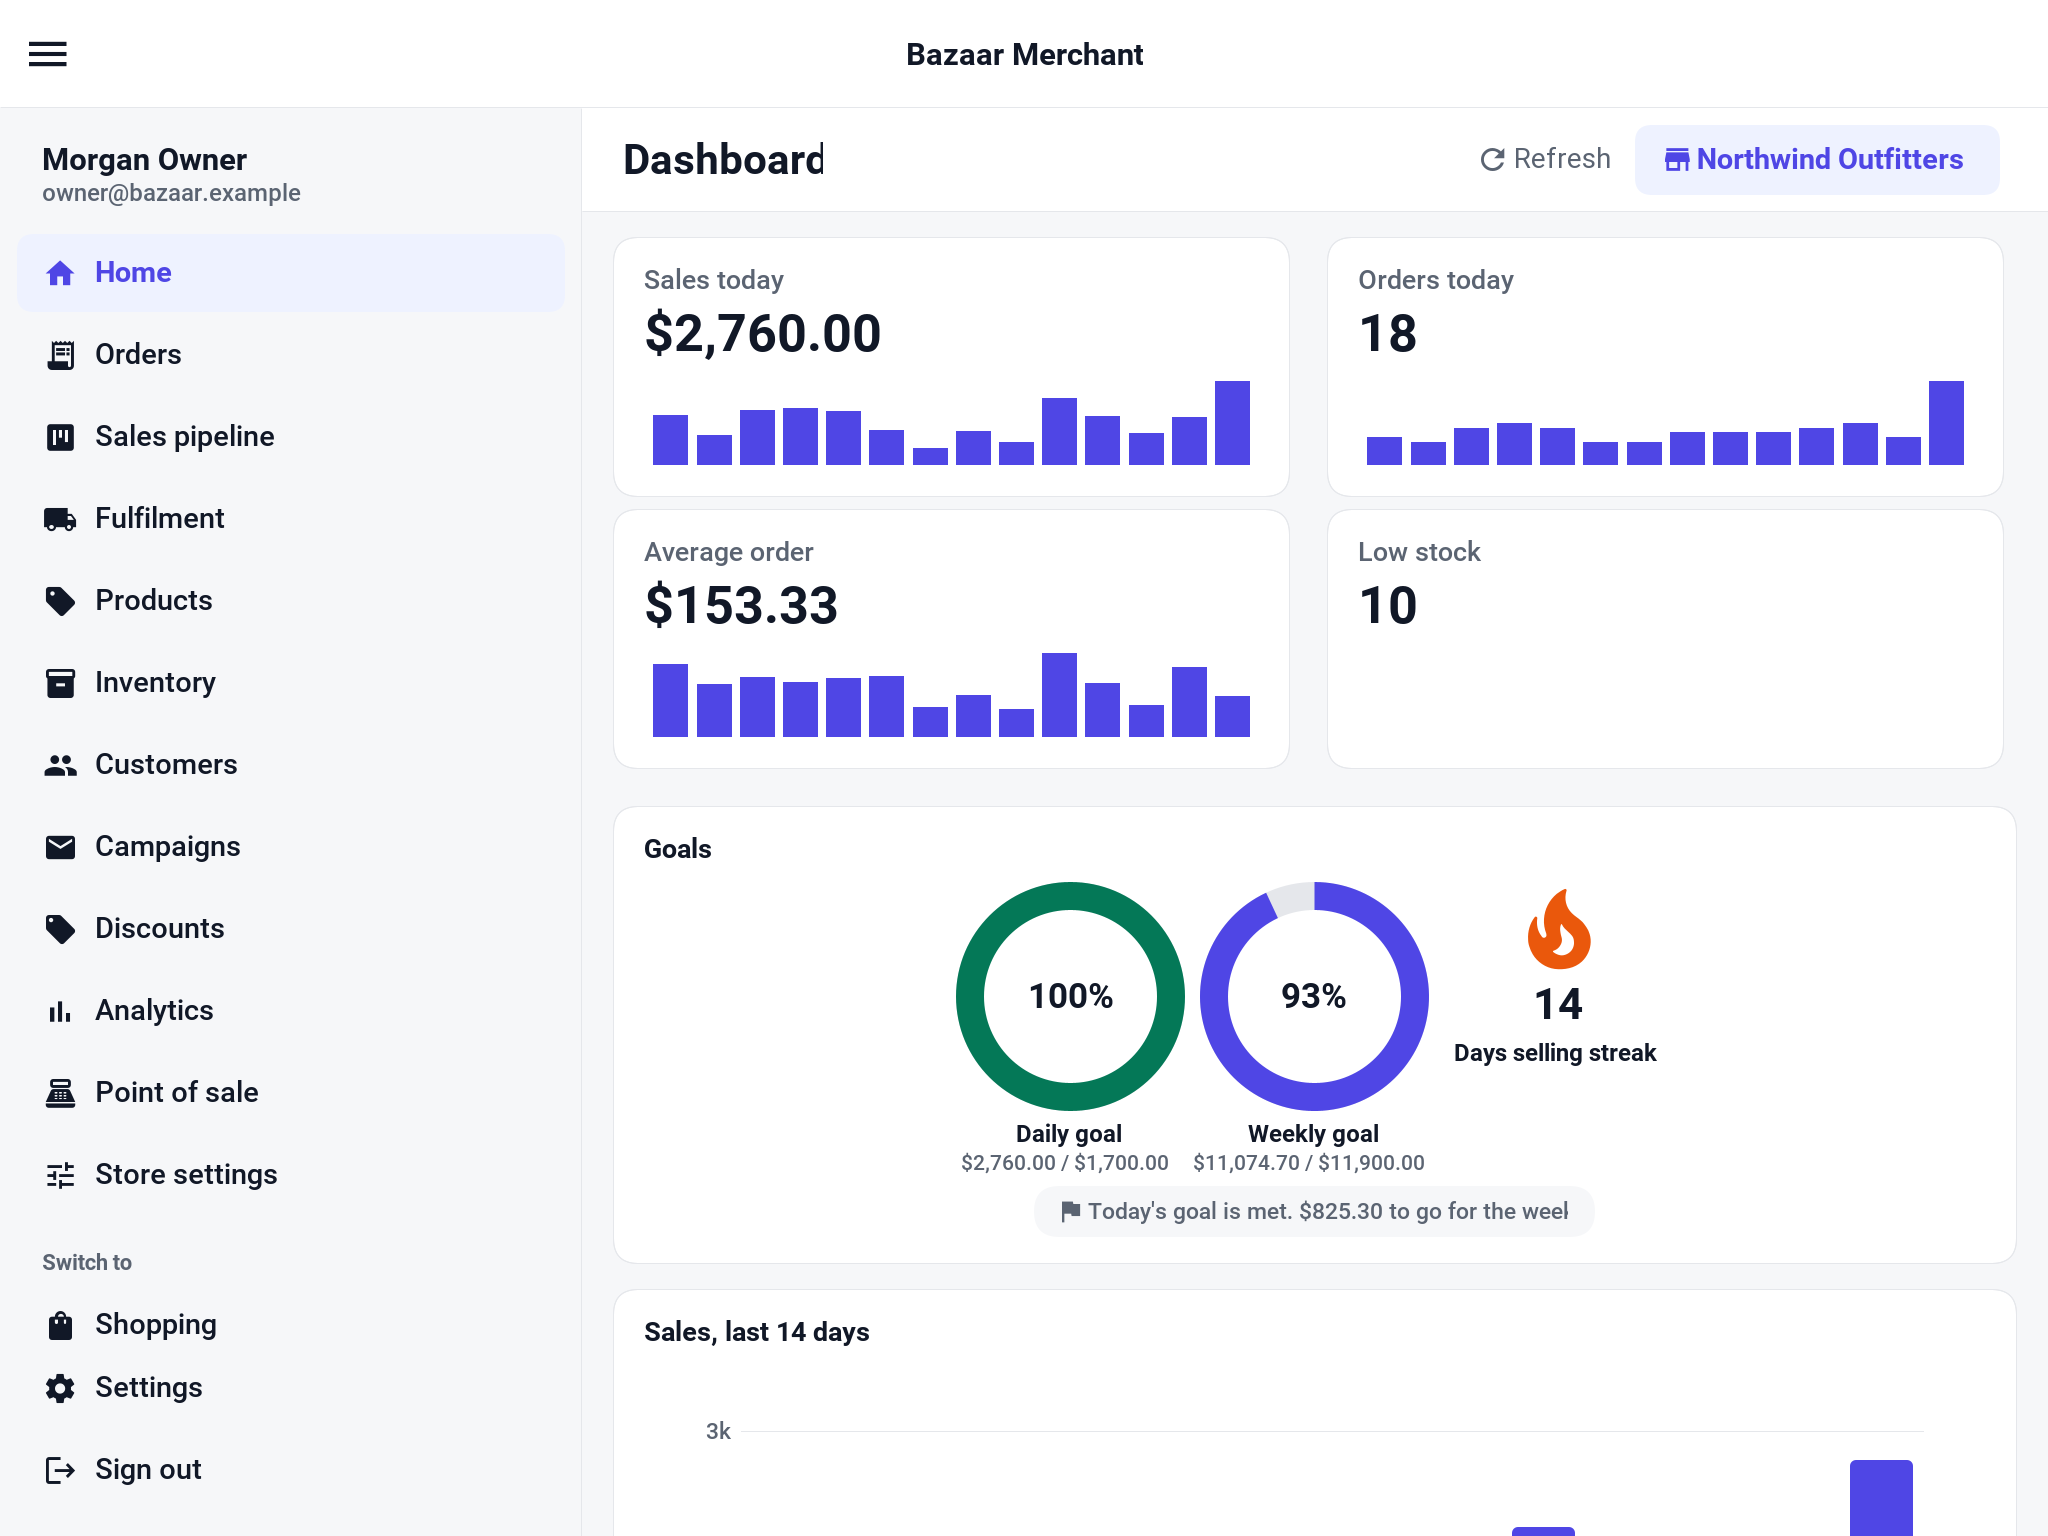 Bazaar Merchant
Morgan Owner
owner@bazaar.example
Home
Orders
Sales pipeline
Fulfilment
Products
Inventory
Customers
Campaigns
Discounts
Analytics
Point of sale
Store settings
Switch to
Shopping
Settings
Sign out
Dashboard
Refresh
Northwind Outfitters
Sales today
$2,760.00
Orders today
18
Average order
$153.33
Low stock
10
Goals
100%
Daily goal
$2,760.00 / $1,700.00
93%
Weekly goal
$11,074.70 / $11,900.00
14
Days selling streak
Today's goal is met. $825.30 to go for the week
Sales, last 14 days
3k